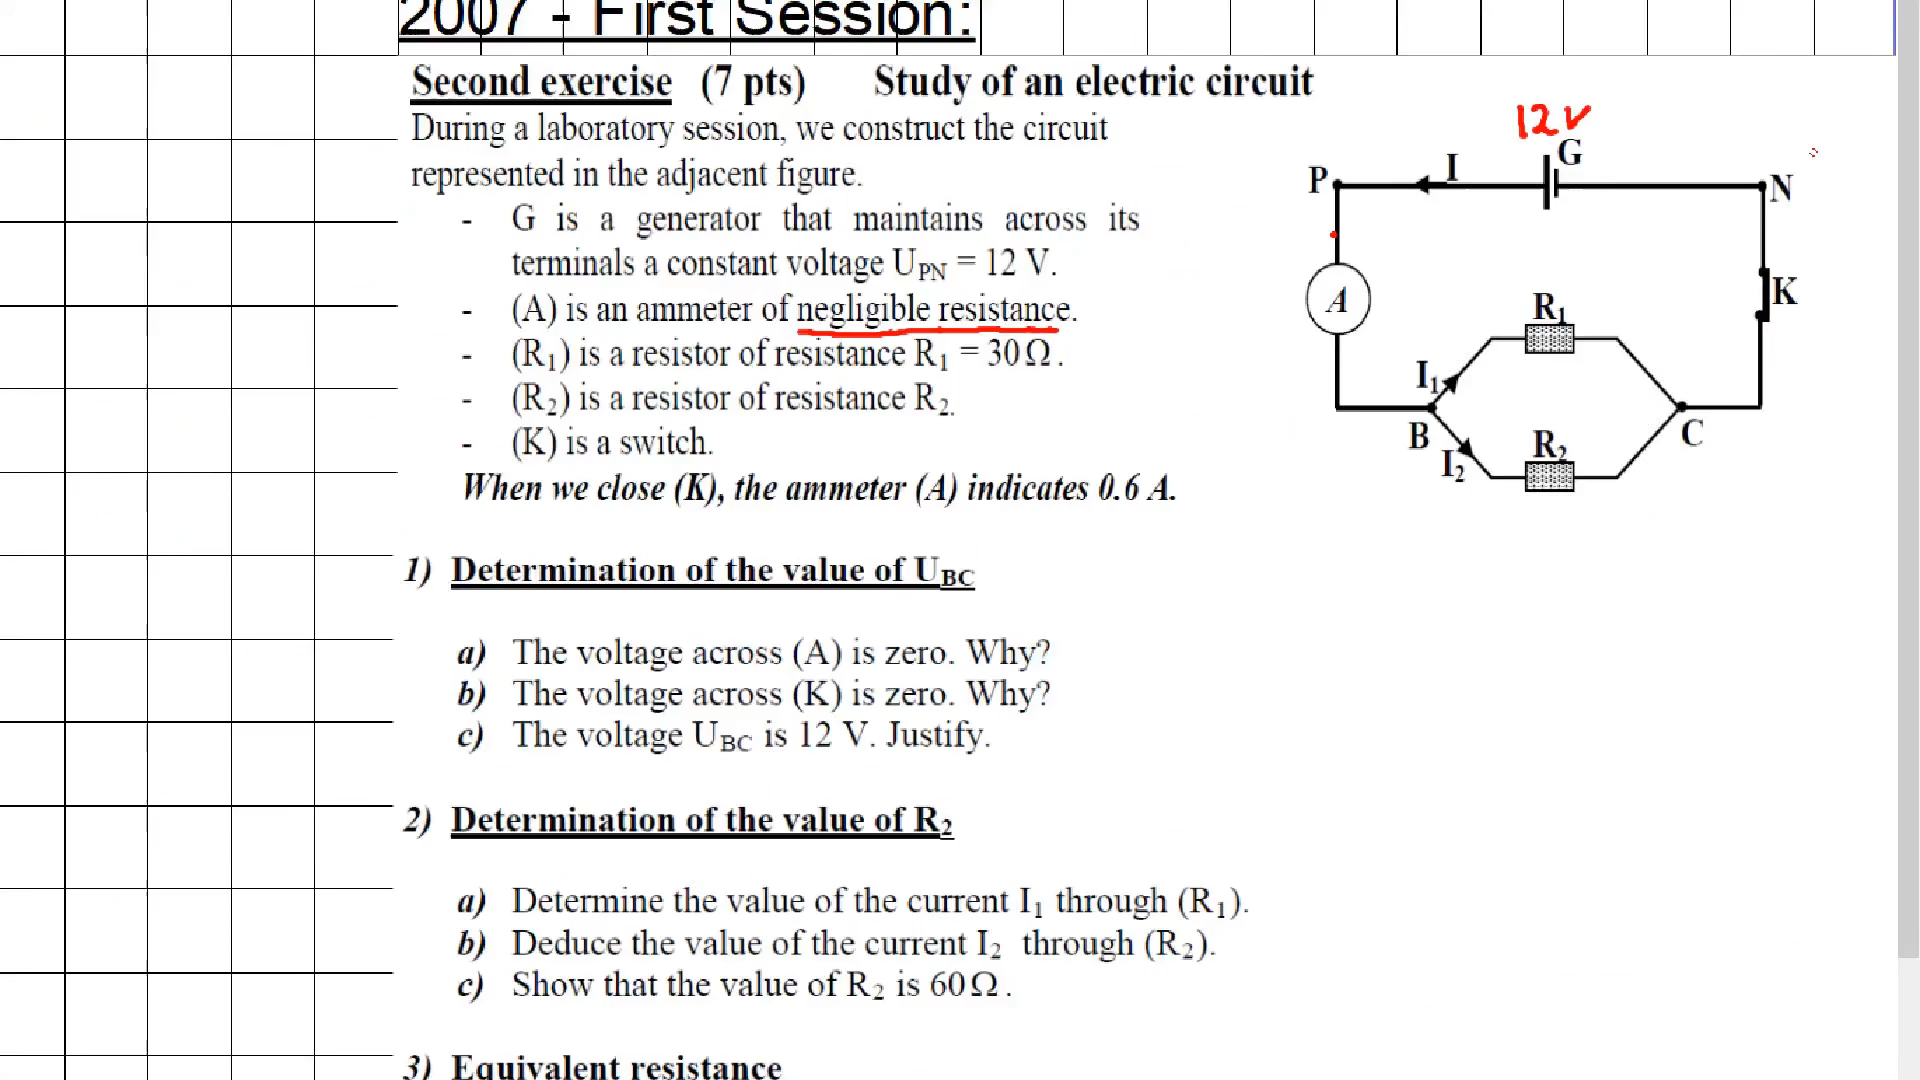 2007 - First Session:
Second exercise (7 pts) Study of an electric circuit
During a laboratory session, we construct the circuit
represented in the adjacent figure.
- G is a generator that maintains across its
terminals a constant voltage U_PN = 12 V.
- (A) is an ammeter of negligible resistance.
- (R₁) is a resistor of resistance R₁ = 30 Ω.
- (R₂) is a resistor of resistance R₂.
- (K) is a switch.
When we close (K), the ammeter (A) indicates 0.6 A.
12 V
G
P
I
N
A
K
R₁
I₁
B
C
R₂
I₂
1) Determination of the value of U_BC
a) The voltage across (A) is zero. Why?
b) The voltage across (K) is zero. Why?
c) The voltage U_BC is 12 V. Justify.
2) Determination of the value of R₂
a) Determine the value of the current I₁ through (R₁).
b) Deduce the value of the current I₂ through (R₂).
c) Show that the value of R₂ is 60 Ω.
3) Equivalent resistance